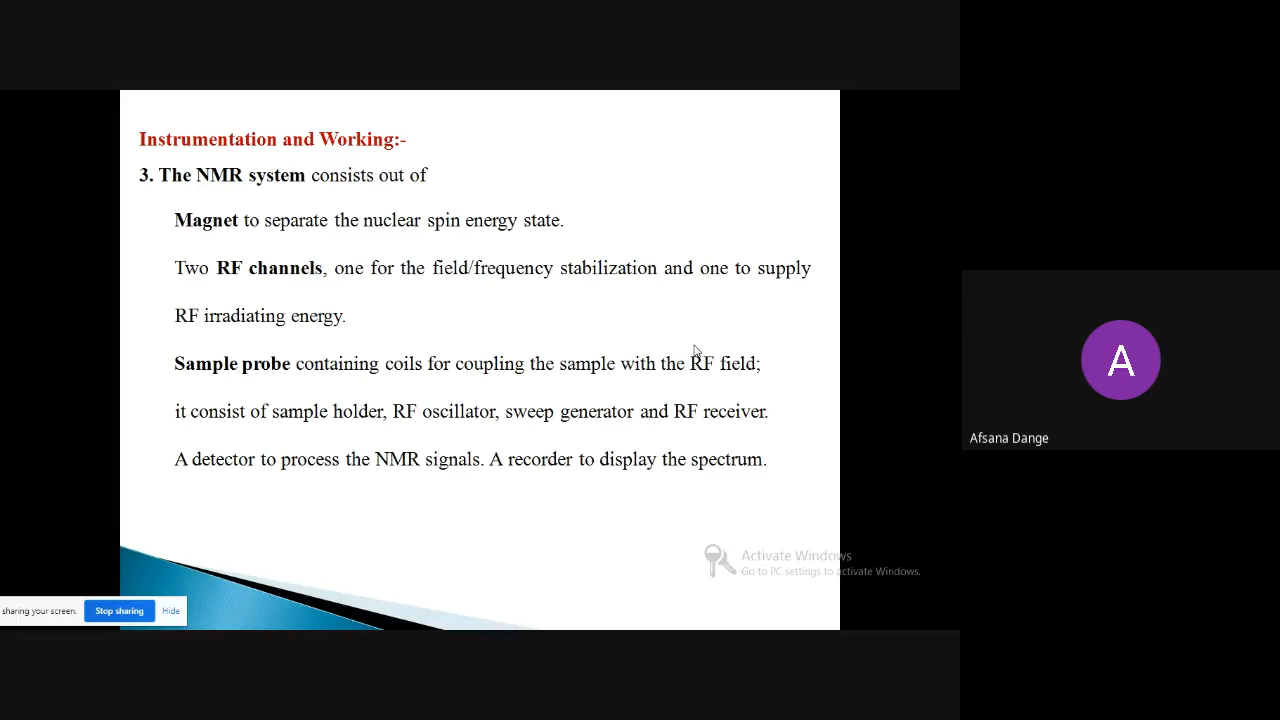 Instrumentation and Working:-
3. The NMR system consists out of
Magnet to separate the nuclear spin energy state.
Two RF channels, one for the field/frequency stabilization and one to supply
RF irradiating energy.
Sample probe containing coils for coupling the sample with the RF field;
it consist of sample holder, RF oscillator, sweep generator and RF receiver.
A detector to process the NMR signals. A recorder to display the spectrum.
Activate Windows
Go to PC settings to activate Windows.
sharing your screen. Stop sharing Hide
A
Afsana Dange